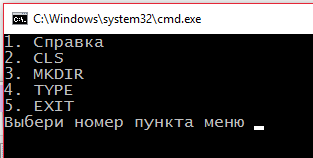 C:\Windows\system32\cmd.exe
1. Справка
2. CLS
3. MKDIR
4. TYPE
5. EXIT
Выбери номер пункта меню